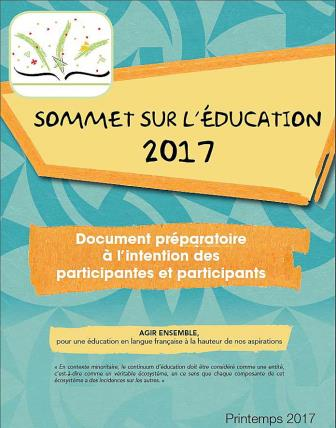 SOMMET SUR L'ÉDUCATION
2017
Document préparatoire
à l'intention des
participantes et participants
AGIR ENSEMBLE,
pour une éducation en langue française à la hauteur de nos aspirations
« En contexte minoritaire, le continuum d'éducation doit être considéré comme une entité,
c'est-à-dire comme un véritable écosystème, en ce sens que chaque composante de cet
écosystème a des incidences sur les autres. »
Printemps 2017